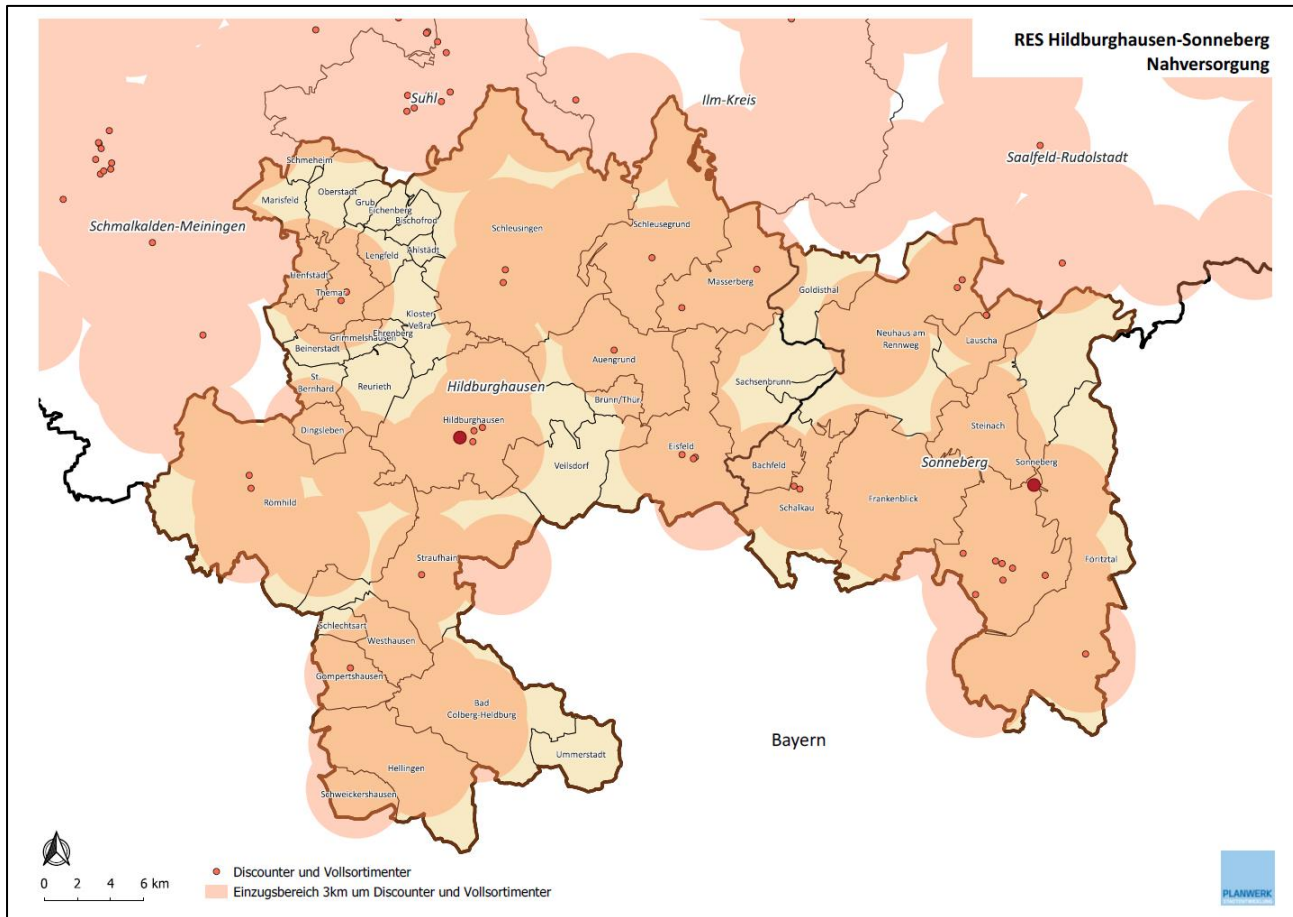 RES Hildburghausen-Sonneberg
Nahversorgung
Suhl
Ilm-Kreis
Saalfeld-Rudolstadt
Schmalkalden-Meiningen
Schmeheim
Oberstadt
Marisfeld
Grub
Eichenberg
Bischofrod
Schleusingen
Schleusegrund
Ahlstädt
Lengfeld
Henfstädt
Themar
Masserberg
Goldisthal
Kloster
Veßra
Ehrenberg
Grimmelshausen
Beinerstadt
Neuhaus am
Rennweg
Lauscha
Auengrund
St.
Bernhard
Reurieth
Hildburghausen
Sachsenbrunn
Brunn/Thür.
Dingsleben
Hildburghausen
Steinach
Eisfeld
Veilsdorf
Bachfeld
Sonneberg
Sonneberg
Römhild
Schalkau
Frankenblick
Straufhain
Föritztal
Schlechtsart
Westhausen
Gompertshausen
Bad
Colberg-Heldburg
Bayern
Ummerstadt
Hellingen
Schweickershausen
0 2 4 6 km
Discounter und Vollsortimenter
Einzugsbereich 3km um Discounter und Vollsortimenter
PLANWERK
STADTENTWICKLUNG